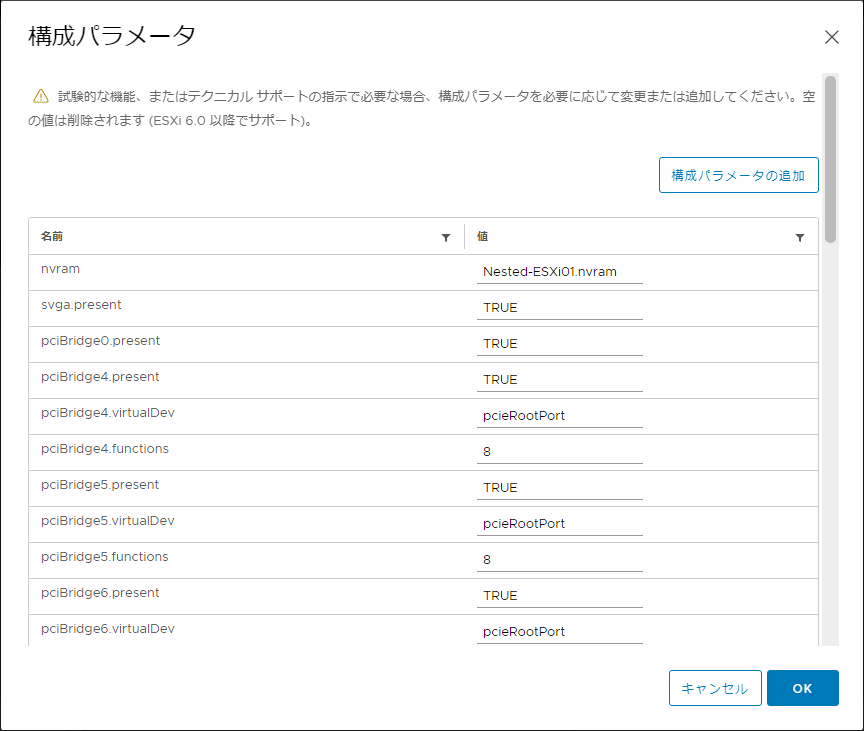 構成パラメータ
試験的な機能、またはテクニカル サポートの指示で必要な場合、構成パラメータを必要に応じて変更または追加してください。空
の値は削除されます (ESXi 6.0 以降でサポート)。
構成パラメータの追加
名前 値
nvram Nested-ESXi01.nvram
svga.present TRUE
pciBridge0.present TRUE
pciBridge4.present TRUE
pciBridge4.virtualDev pcieRootPort
pciBridge4.functions 8
pciBridge5.present TRUE
pciBridge5.virtualDev pcieRootPort
pciBridge5.functions 8
pciBridge6.present TRUE
pciBridge6.virtualDev pcieRootPort
キャンセル OK